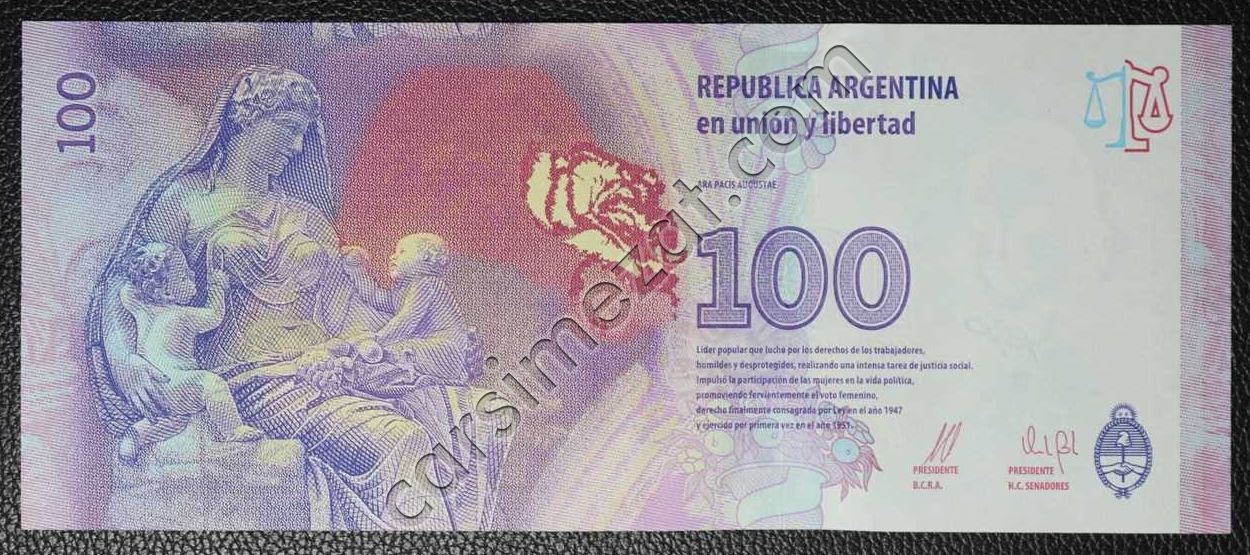 100
REPUBLICA ARGENTINA
en unión y libertad
ARA PACIS AUGUSTAE
100
Líder popular que luchó por los derechos de los trabajadores,
humildes y desprotegidos, realizando una intensa tarea de justicia social.
Impulsó la participación de las mujeres en la vida política,
promoviendo fervientemente el voto femenino,
derecho finalmente consagrado por Ley en el año 1947
y ejercido por primera vez en el año 1951.
PRESIDENTE
B.C.R.A.
PRESIDENTE
H.C. SENADORES
carsimezat.com